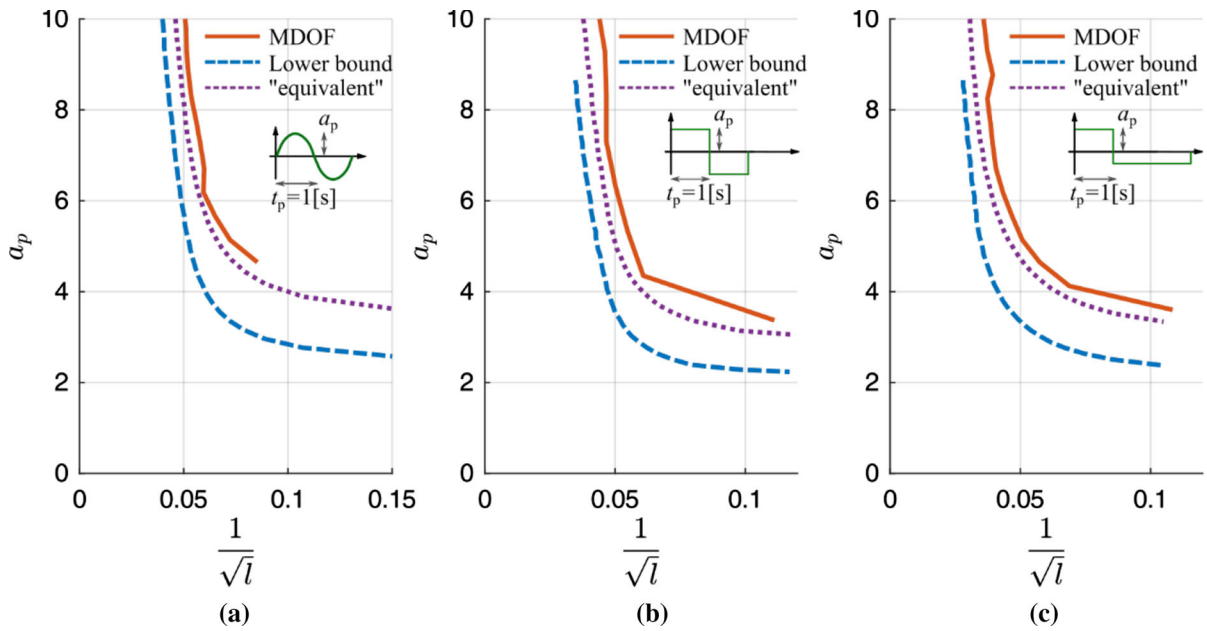 10
8
6
4
2
0
a_p
MDOF
Lower bound
"equivalent"
a_p
t_p=1[s]
0
0.05
0.1
0.15
1/√l
(a)
10
8
6
4
2
0
a_p
MDOF
Lower bound
"equivalent"
a_p
t_p=1[s]
0
0.05
0.1
1/√l
(b)
10
8
6
4
2
0
a_p
MDOF
Lower bound
"equivalent"
a_p
t_p=1[s]
0
0.05
0.1
1/√l
(c)